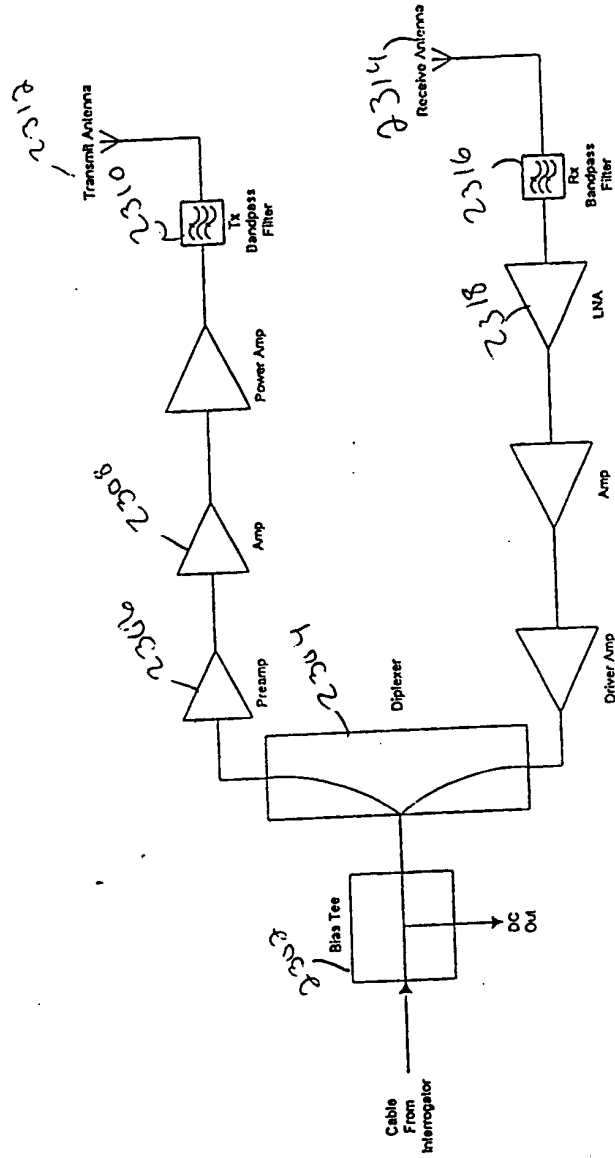 2312
Transmit Antenna
2310
Tx
Bandpass
Filter
Power Amp
2308
Amp
2306
Preamp
2304
Diplexer
2302
Bias Tee
DC
Out
Cable
From
Interrogator
2314
Receive Antenna
2316
Rx
Bandpass
Filter
2318
LNA
Amp
Driver Amp